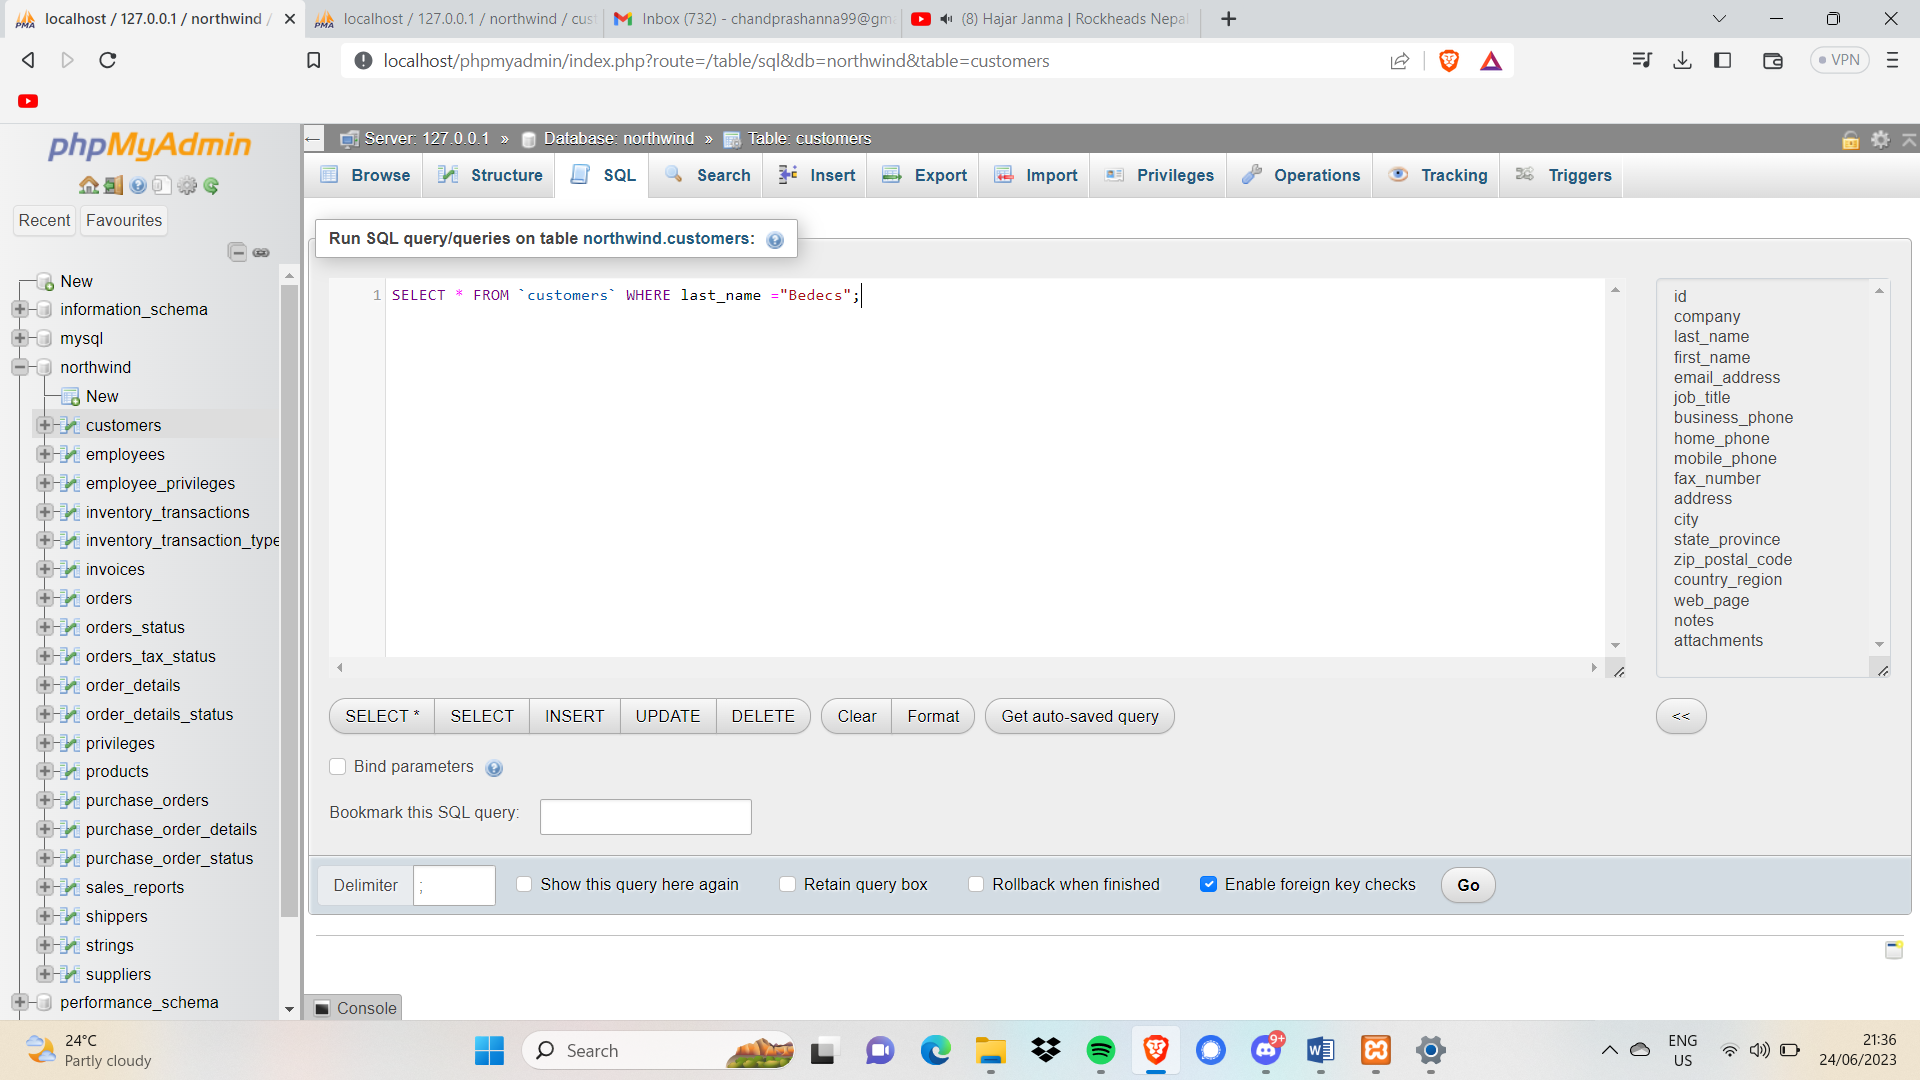 localhost / 127.0.0.1 / northwind /
localhost / 127.0.0.1 / northwind / cust
Inbox (732) - chandprashanna99@gm
(8) Hajar Janma | Rockheads Nepal
localhost/phpmyadmin/index.php?route=/table/sql&db=northwind&table=customers
VPN
phpMyAdmin
Recent
Favourites
New
information_schema
mysql
northwind
New
customers
employees
employee_privileges
inventory_transactions
inventory_transaction_type
invoices
orders
orders_status
orders_tax_status
order_details
order_details_status
privileges
products
purchase_orders
purchase_order_details
purchase_order_status
sales_reports
shippers
strings
suppliers
performance_schema
Server: 127.0.0.1 » Database: northwind » Table: customers
Browse
Structure
SQL
Search
Insert
Export
Import
Privileges
Operations
Tracking
Triggers
Run SQL query/queries on table northwind.customers:
1 SELECT * FROM `customers` WHERE last_name ="Bedecs";
id
company
last_name
first_name
email_address
job_title
business_phone
home_phone
mobile_phone
fax_number
address
city
state_province
zip_postal_code
country_region
web_page
notes
attachments
SELECT *
SELECT
INSERT
UPDATE
DELETE
Clear
Format
Get auto-saved query
<<
Bind parameters
Bookmark this SQL query:
Delimiter
;
Show this query here again
Retain query box
Rollback when finished
Enable foreign key checks
Go
Console
24°C
Partly cloudy
Search
9+
ENG
US
21:36
24/06/2023